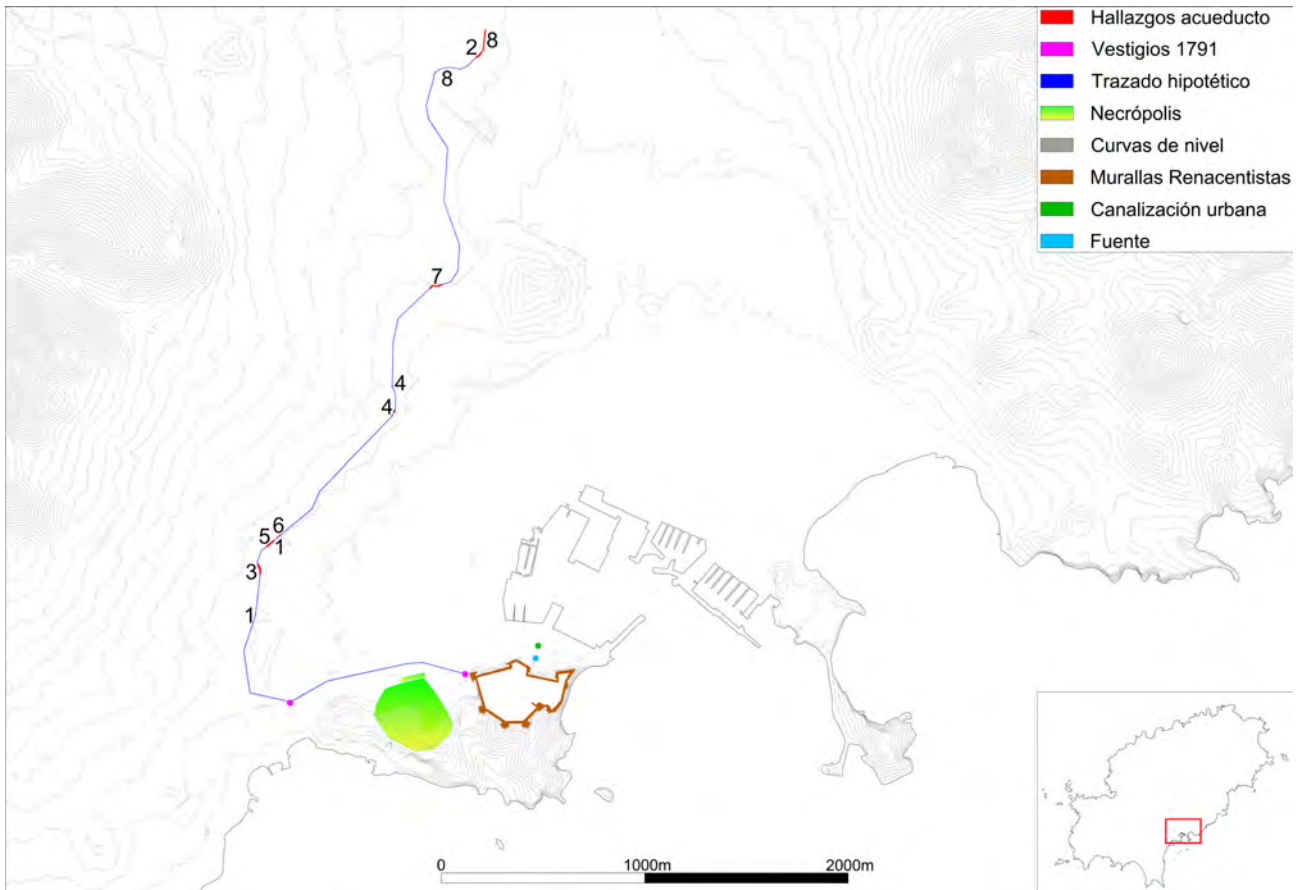 Hallazgos acueducto
Vestigios 1791
Trazado hipotético
Necrópolis
Curvas de nivel
Murallas Renacentistas
Canalización urbana
Fuente
2 8
8
7
4
4
6
5
1
3
1
0 1000m 2000m